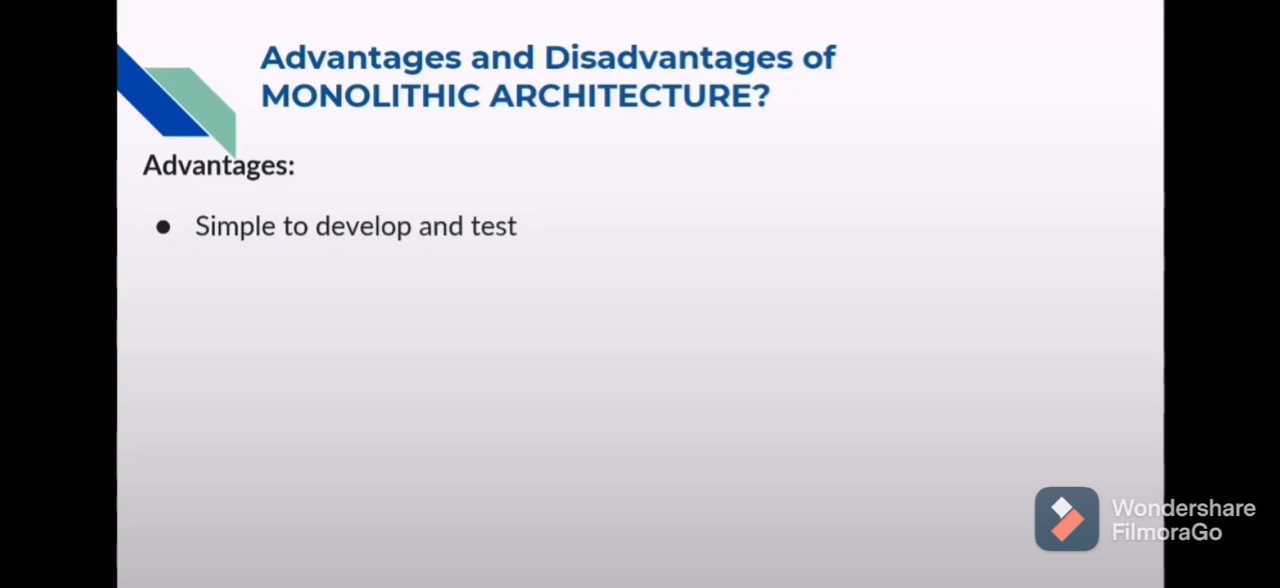 Advantages and Disadvantages of
MONOLITHIC ARCHITECTURE?
Advantages:
● Simple to develop and test
Wondershare
FilmoraGo